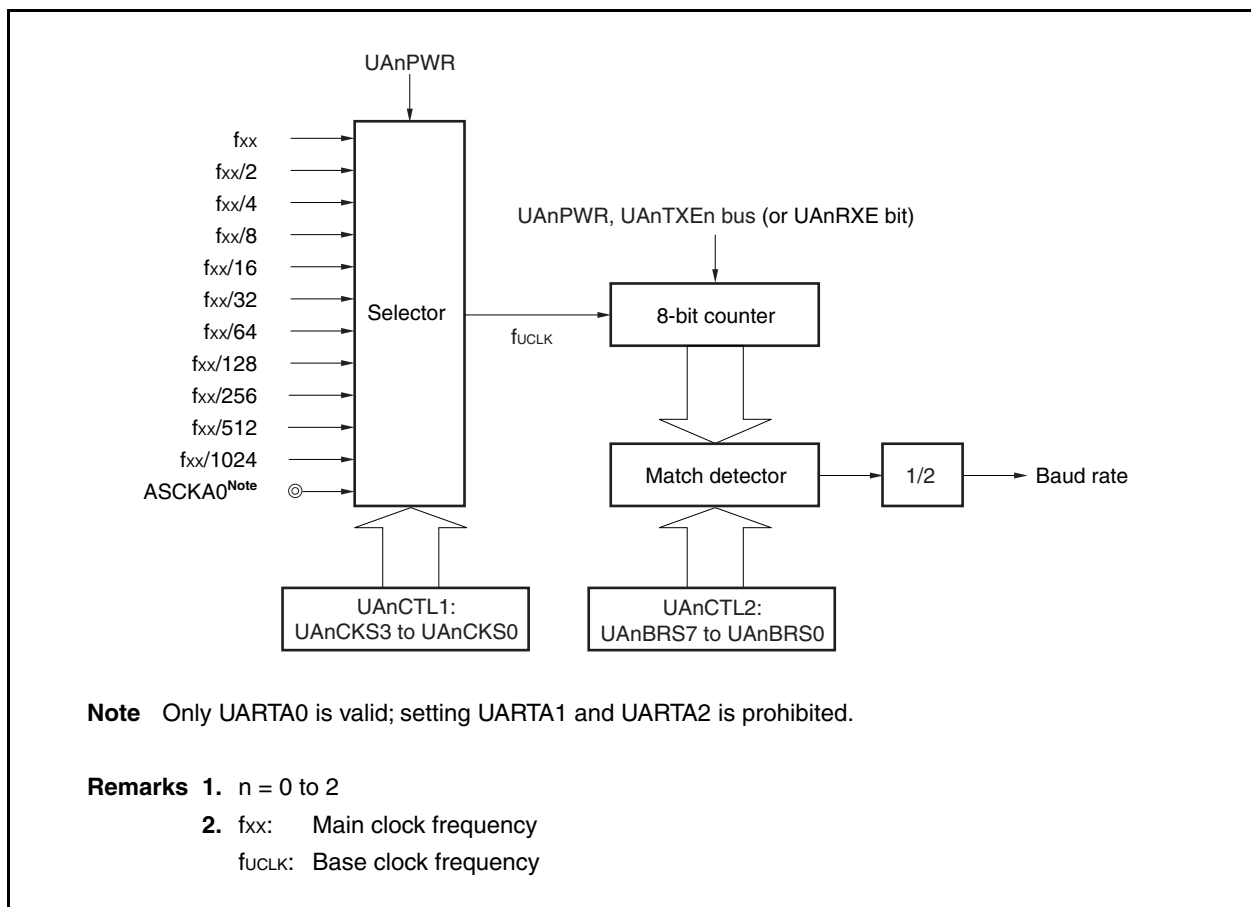 UAnPWR
fxx
fxx/2
fxx/4
fxx/8
fxx/16
fxx/32
fxx/64
fxx/128
fxx/256
fxx/512
fxx/1024
ASCKA0Note
Selector
fUCLK
UAnPWR, UAnTXEn bus (or UAnRXE bit)
8-bit counter
Match detector
1/2
Baud rate
UAnCTL1:
UAnCKS3 to UAnCKS0
UAnCTL2:
UAnBRS7 to UAnBRS0
Note Only UARTA0 is valid; setting UARTA1 and UARTA2 is prohibited.
Remarks 1. n = 0 to 2
2. fxx: Main clock frequency
fUCLK: Base clock frequency